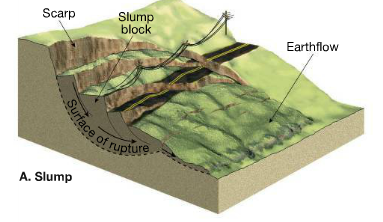 Scarp
Slump
block
Earthflow
Surface of rupture
A. Slump